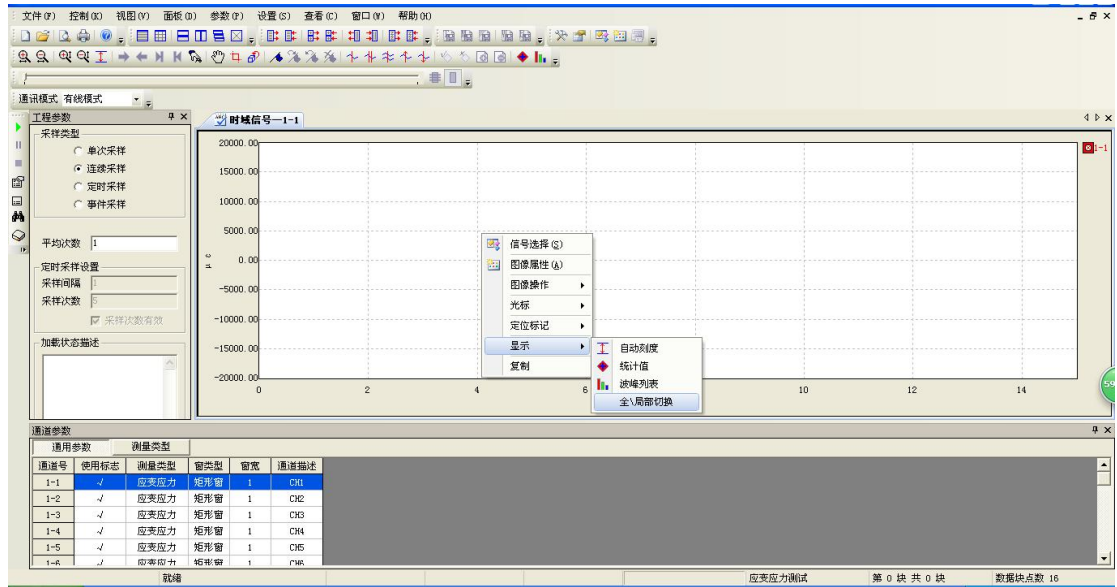 文件(F) 控制(K) 视图(V) 面板(D) 参数(P) 设置(S) 查看(C) 窗口(W) 帮助(H)
通讯模式 有线模式
工程参数
采样类型
单次采样
连续采样
定时采样
事件采样
平均次数 1
定时采样设置
采样间隔 1
采样次数 5
采样次数有效
加载状态描述
时域信号—1-1
1-1
20000.00
15000.00
10000.00
5000.00
0.00
-5000.00
-10000.00
-15000.00
-20000.00
με
0 2 4 6 10 12 14
信号选择(S)
图像属性(A)
图像操作
光标
定位标记
显示
复制
自动刻度
统计值
波峰列表
全\局部切换
59
通道参数
通用参数 测量类型
通道号 使用标志 测量类型 窗类型 窗宽 通道描述
1-1 √ 应变应力 矩形窗 1 CH1
1-2 √ 应变应力 矩形窗 1 CH2
1-3 √ 应变应力 矩形窗 1 CH3
1-4 √ 应变应力 矩形窗 1 CH4
1-5 √ 应变应力 矩形窗 1 CH5
1-6 √ 应变应力 矩形窗 1 CH6
就绪 应变应力测试 第 0 块 共 0 块 数据块点数 16